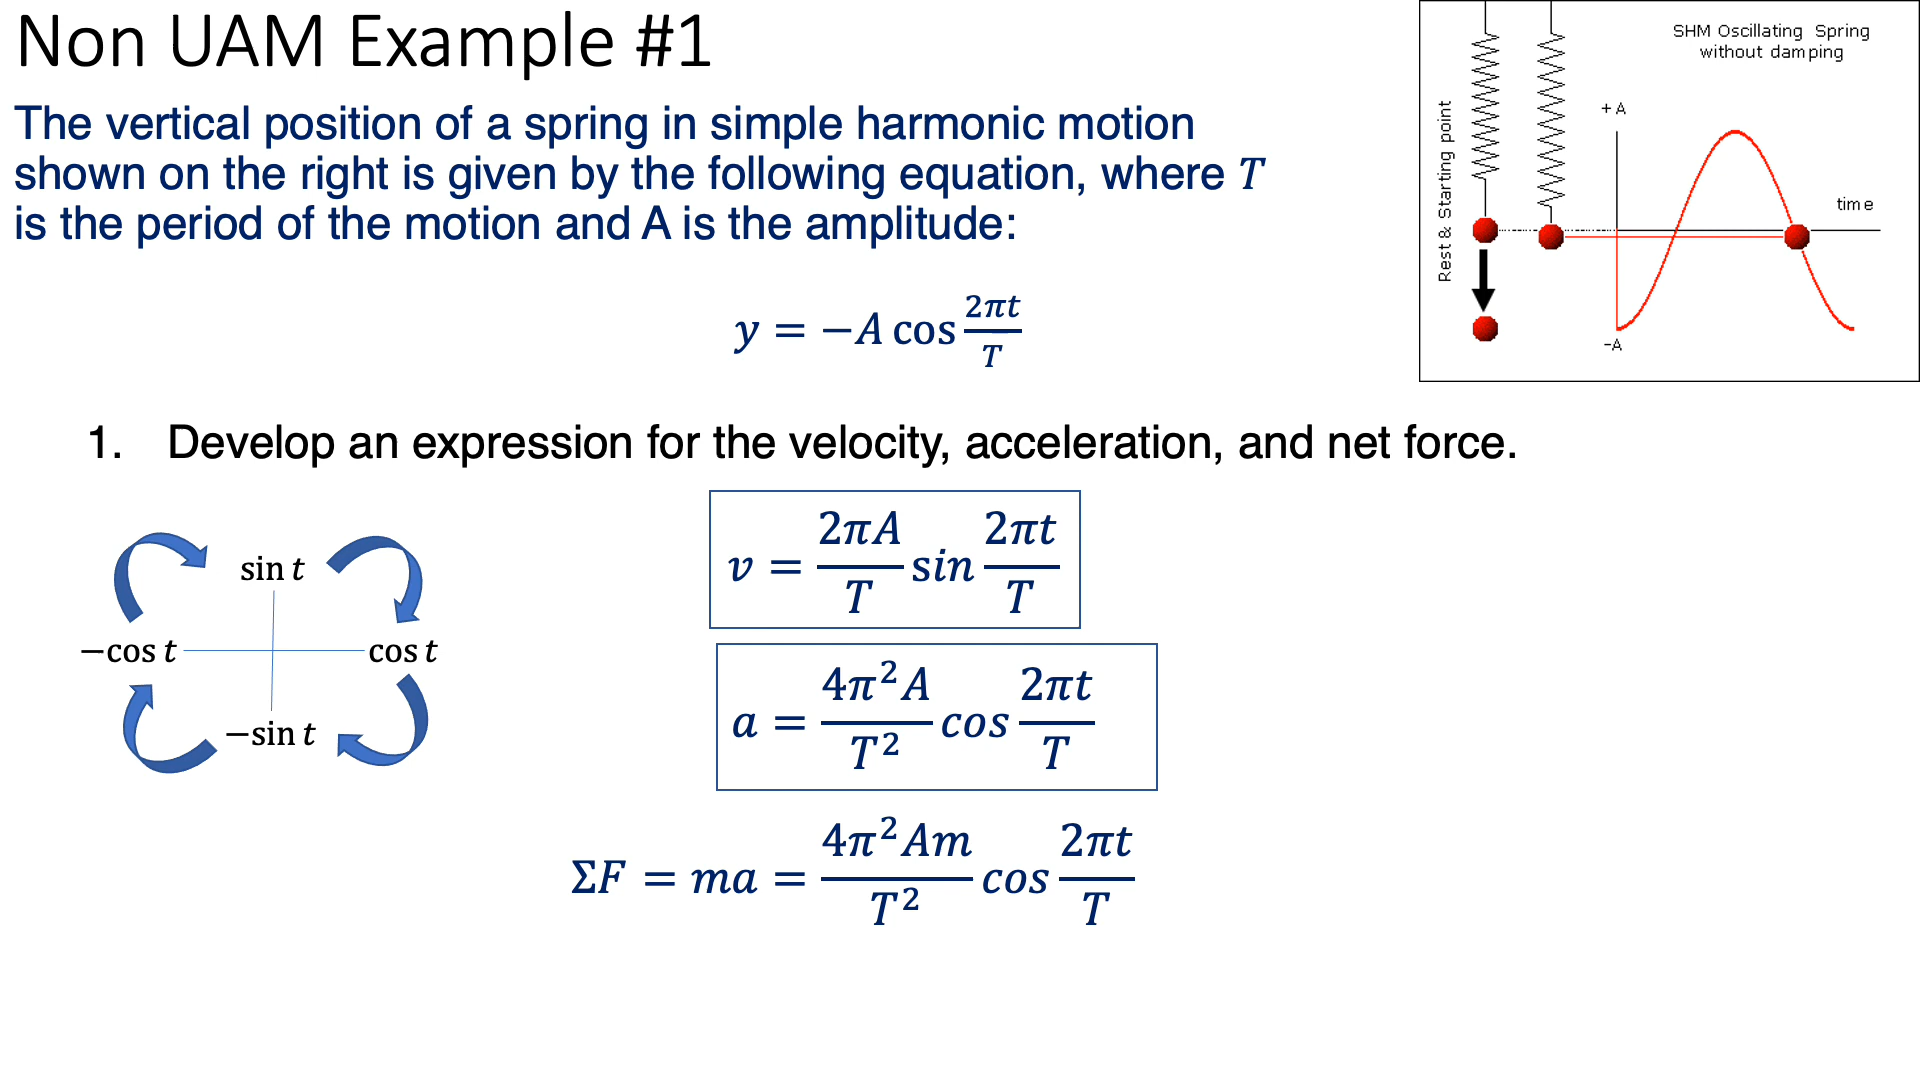 Non UAM Example #1
The vertical position of a spring in simple harmonic motion
shown on the right is given by the following equation, where T
is the period of the motion and A is the amplitude:
y = −A cos 2πt/T
SHM Oscillating Spring
without damping
Rest & Starting point
+A
time
-A
1. Develop an expression for the velocity, acceleration, and net force.
sin t
−cos t
cos t
−sin t
v = 2πA/T sin 2πt/T
a = 4π²A/T² cos 2πt/T
ΣF = ma = 4π²Am/T² cos 2πt/T